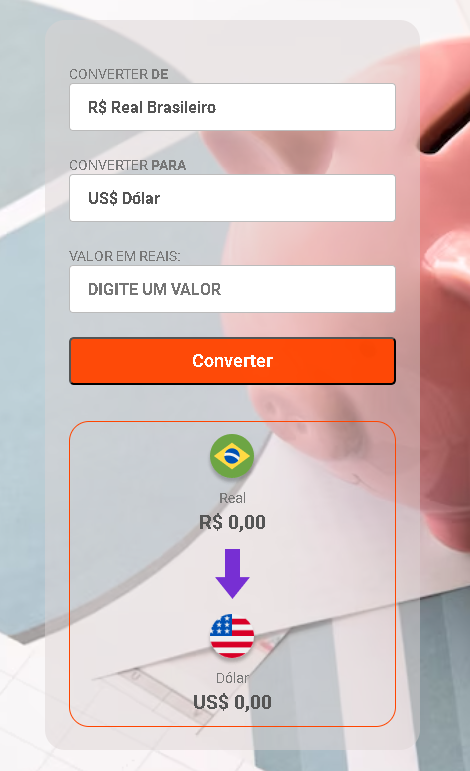 CONVERTER DE
R$ Real Brasileiro
CONVERTER PARA
US$ Dólar
VALOR EM REAIS:
DIGITE UM VALOR
Converter
Real
R$ 0,00
Dólar
US$ 0,00